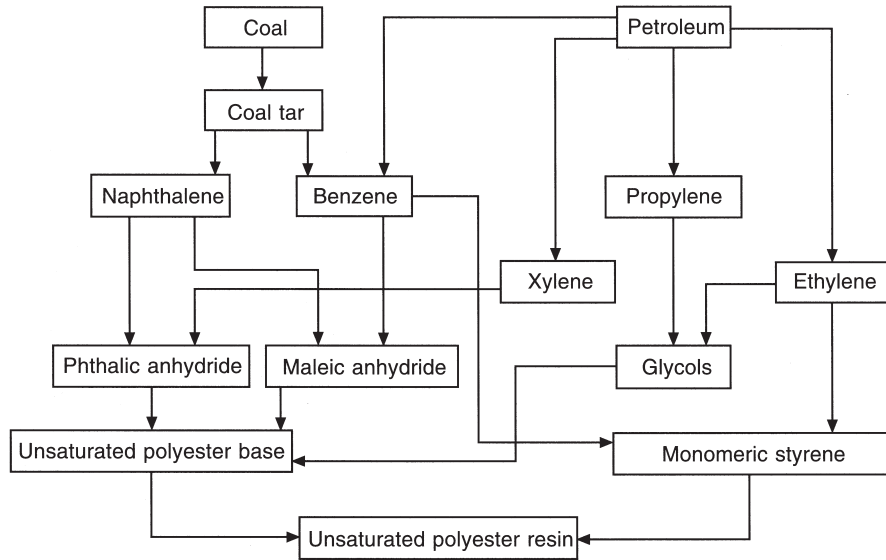 Coal
Petroleum
Coal tar
Naphthalene
Benzene
Propylene
Xylene
Ethylene
Phthalic anhydride
Maleic anhydride
Glycols
Unsaturated polyester base
Monomeric styrene
Unsaturated polyester resin